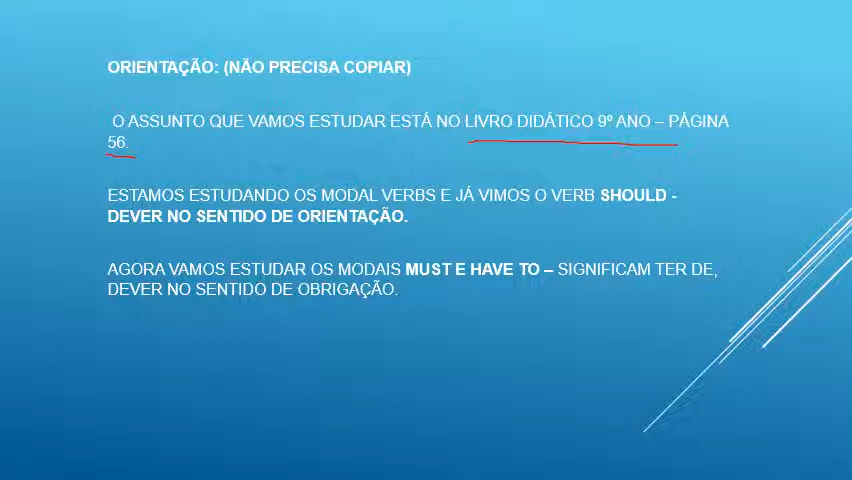 ORIENTAÇÃO: (NÃO PRECISA COPIAR)
O ASSUNTO QUE VAMOS ESTUDAR ESTÁ NO LIVRO DIDÁTICO 9º ANO – PÁGINA
56.
ESTAMOS ESTUDANDO OS MODAL VERBS E JÁ VIMOS O VERB SHOULD -
DEVER NO SENTIDO DE ORIENTAÇÃO.
AGORA VAMOS ESTUDAR OS MODAIS MUST E HAVE TO – SIGNIFICAM TER DE,
DEVER NO SENTIDO DE OBRIGAÇÃO.